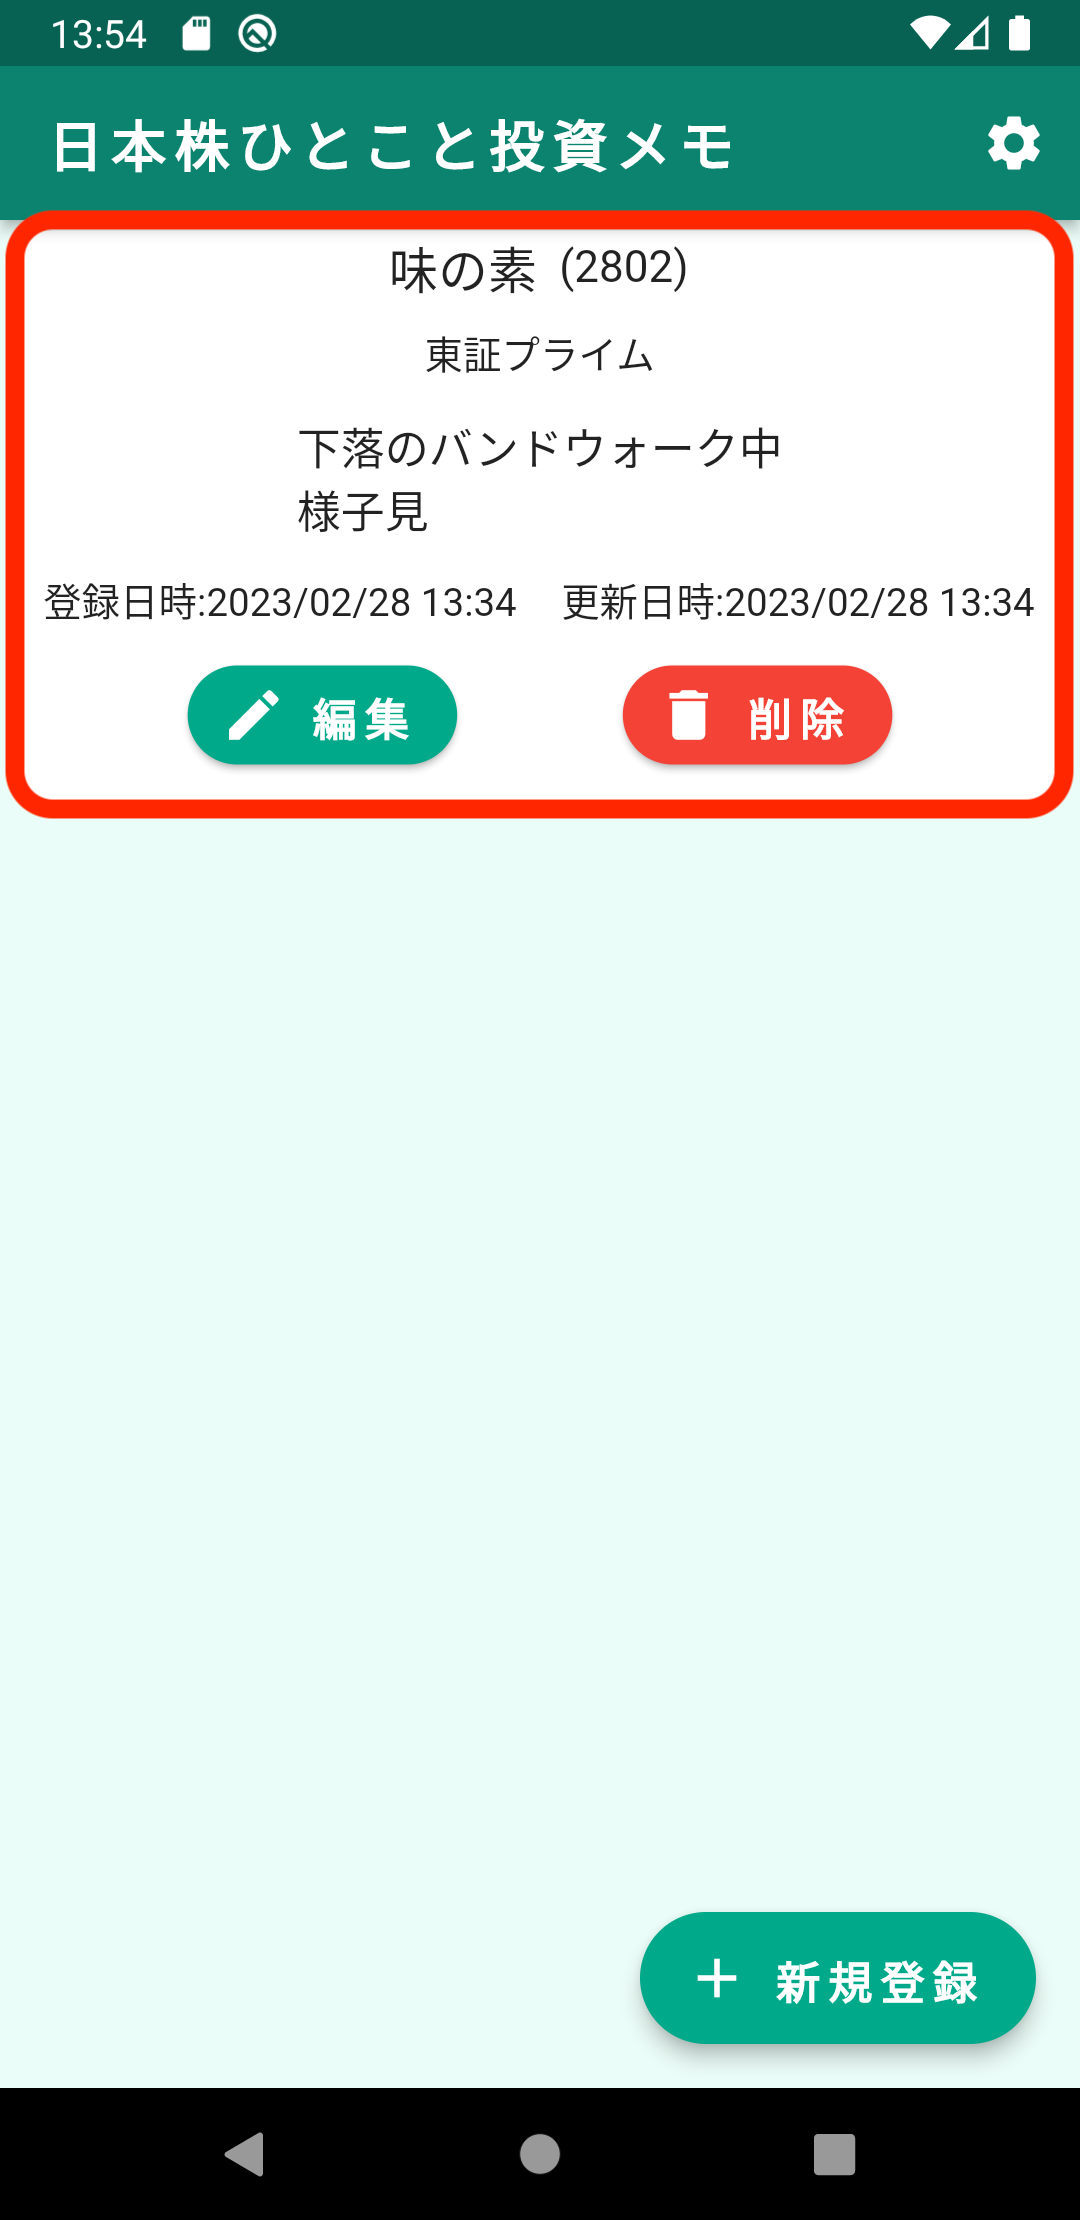 13:54
日本株ひとこと投資メモ
味の素 (2802)
東証プライム
下落のバンドウォーク中
様子見
登録日時:2023/02/28 13:34 更新日時:2023/02/28 13:34
編集 削除
新規登録